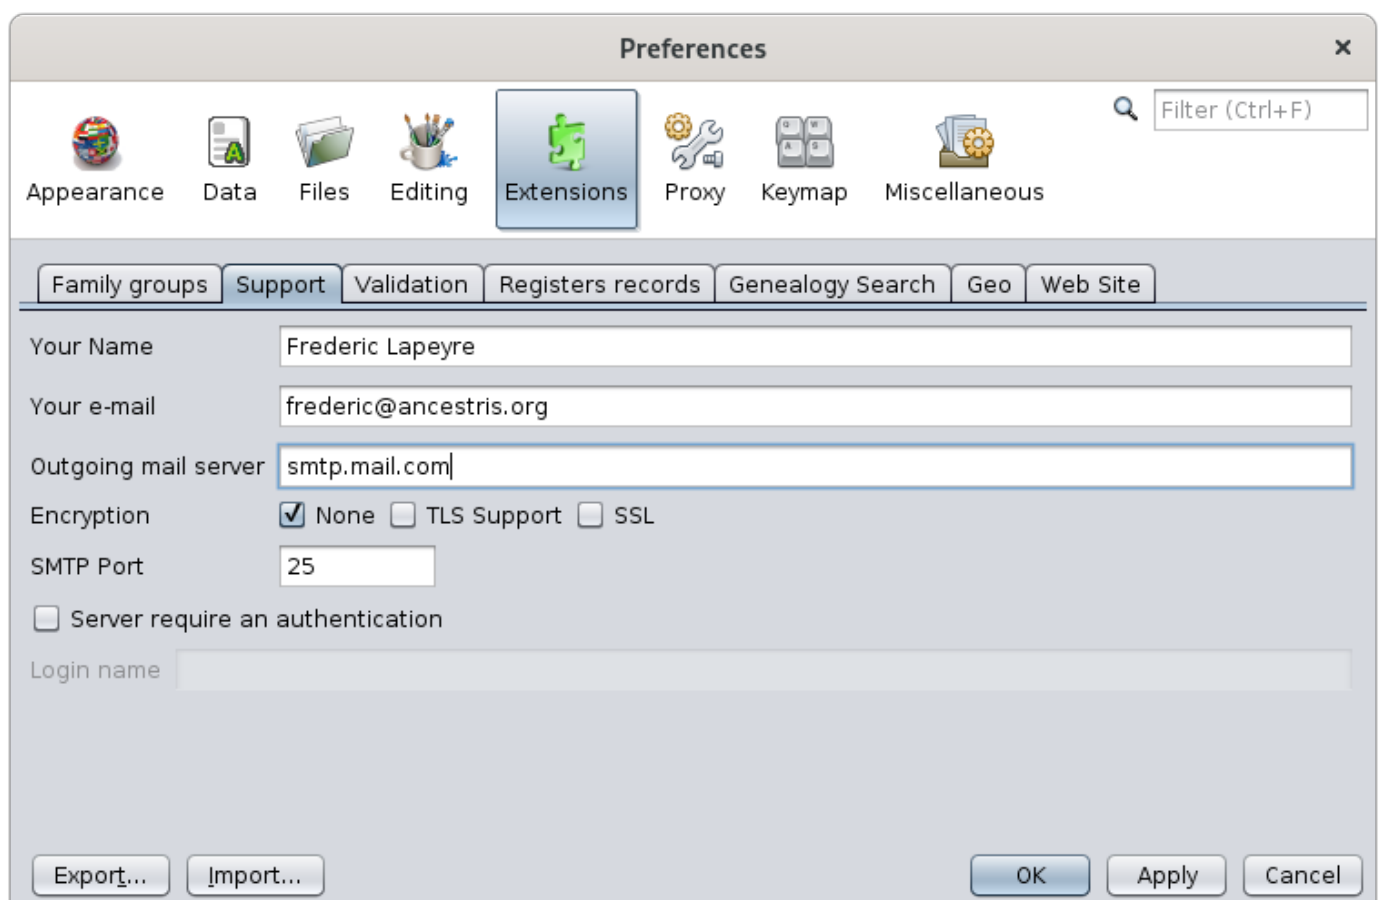 Preferences
Filter (Ctrl+F)
Appearance Data Files Editing Extensions Proxy Keymap Miscellaneous
Family groups Support Validation Registers records Genealogy Search Geo Web Site
Your Name Frederic Lapeyre
Your e-mail frederic@ancestris.org
Outgoing mail server smtp.mail.com
Encryption None TLS Support SSL
SMTP Port 25
Server require an authentication
Login name
Export... Import... OK Apply Cancel